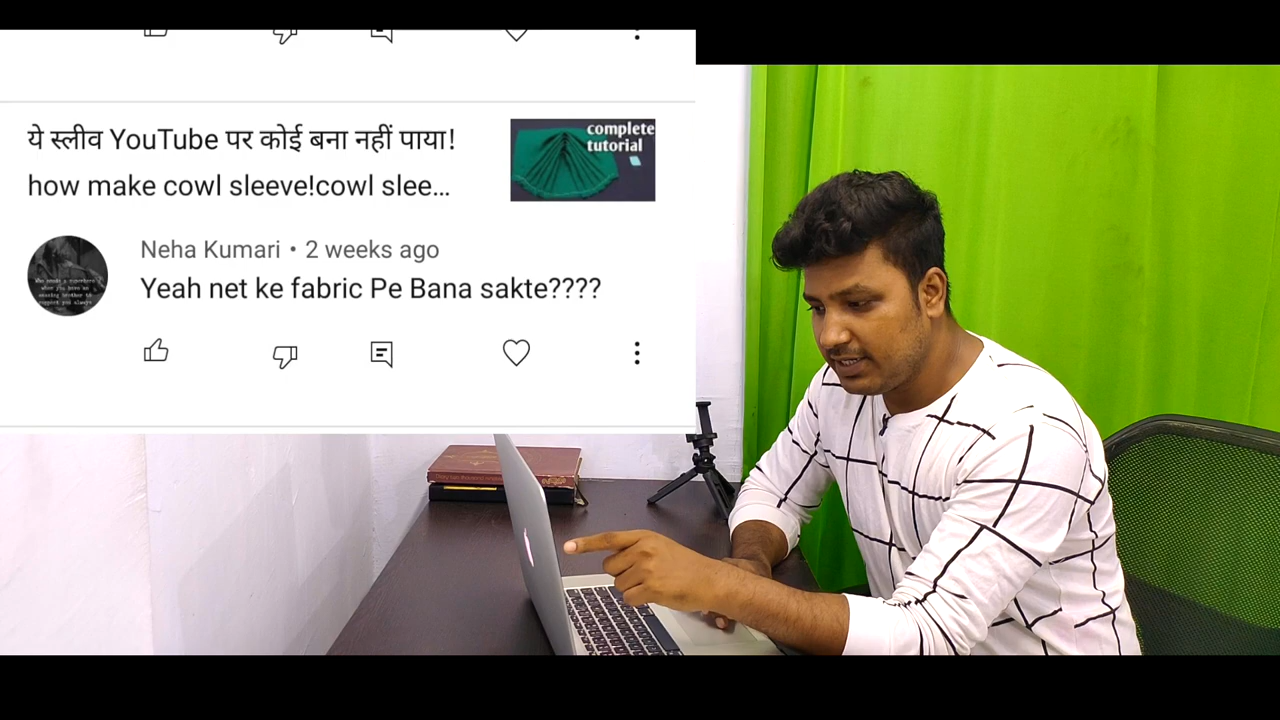 ये स्लीव YouTube पर कोई बना नहीं पाया!
how make cowl sleeve!cowl slee…
complete
tutorial
Neha Kumari • 2 weeks ago
Yeah net ke fabric Pe Bana sakte????